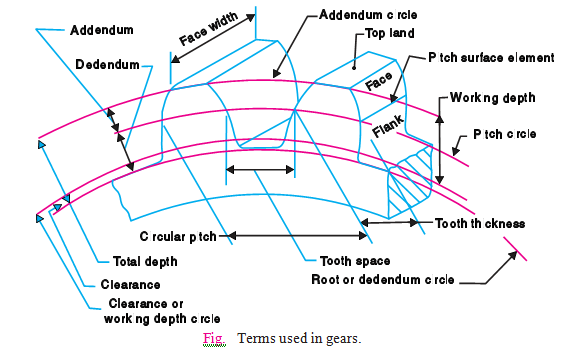 Addendum
Face width
Addendum c rcle
Top land
Dedendum
P tch surface element
Face
Work ng depth
Flank
P tch c rcle
Tooth th ckness
C rcular p tch
Total depth
Tooth space
Root or dedendum c rcle
Clearance
Clearance or
work ng depth c rcle
Fig. Terms used in gears.